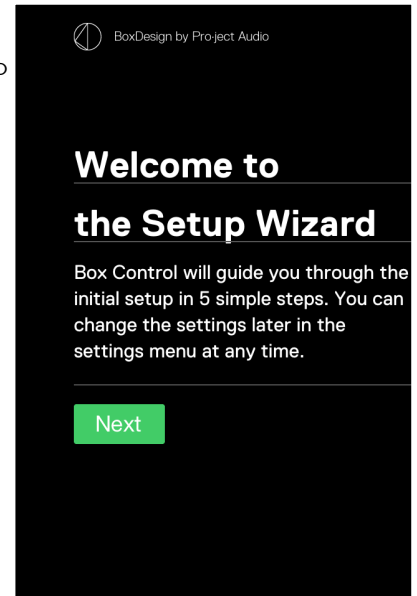 BoxDesign by Pro-ject Audio
Welcome to
the Setup Wizard
Box Control will guide you through the
initial setup in 5 simple steps. You can
change the settings later in the
settings menu at any time.
Next